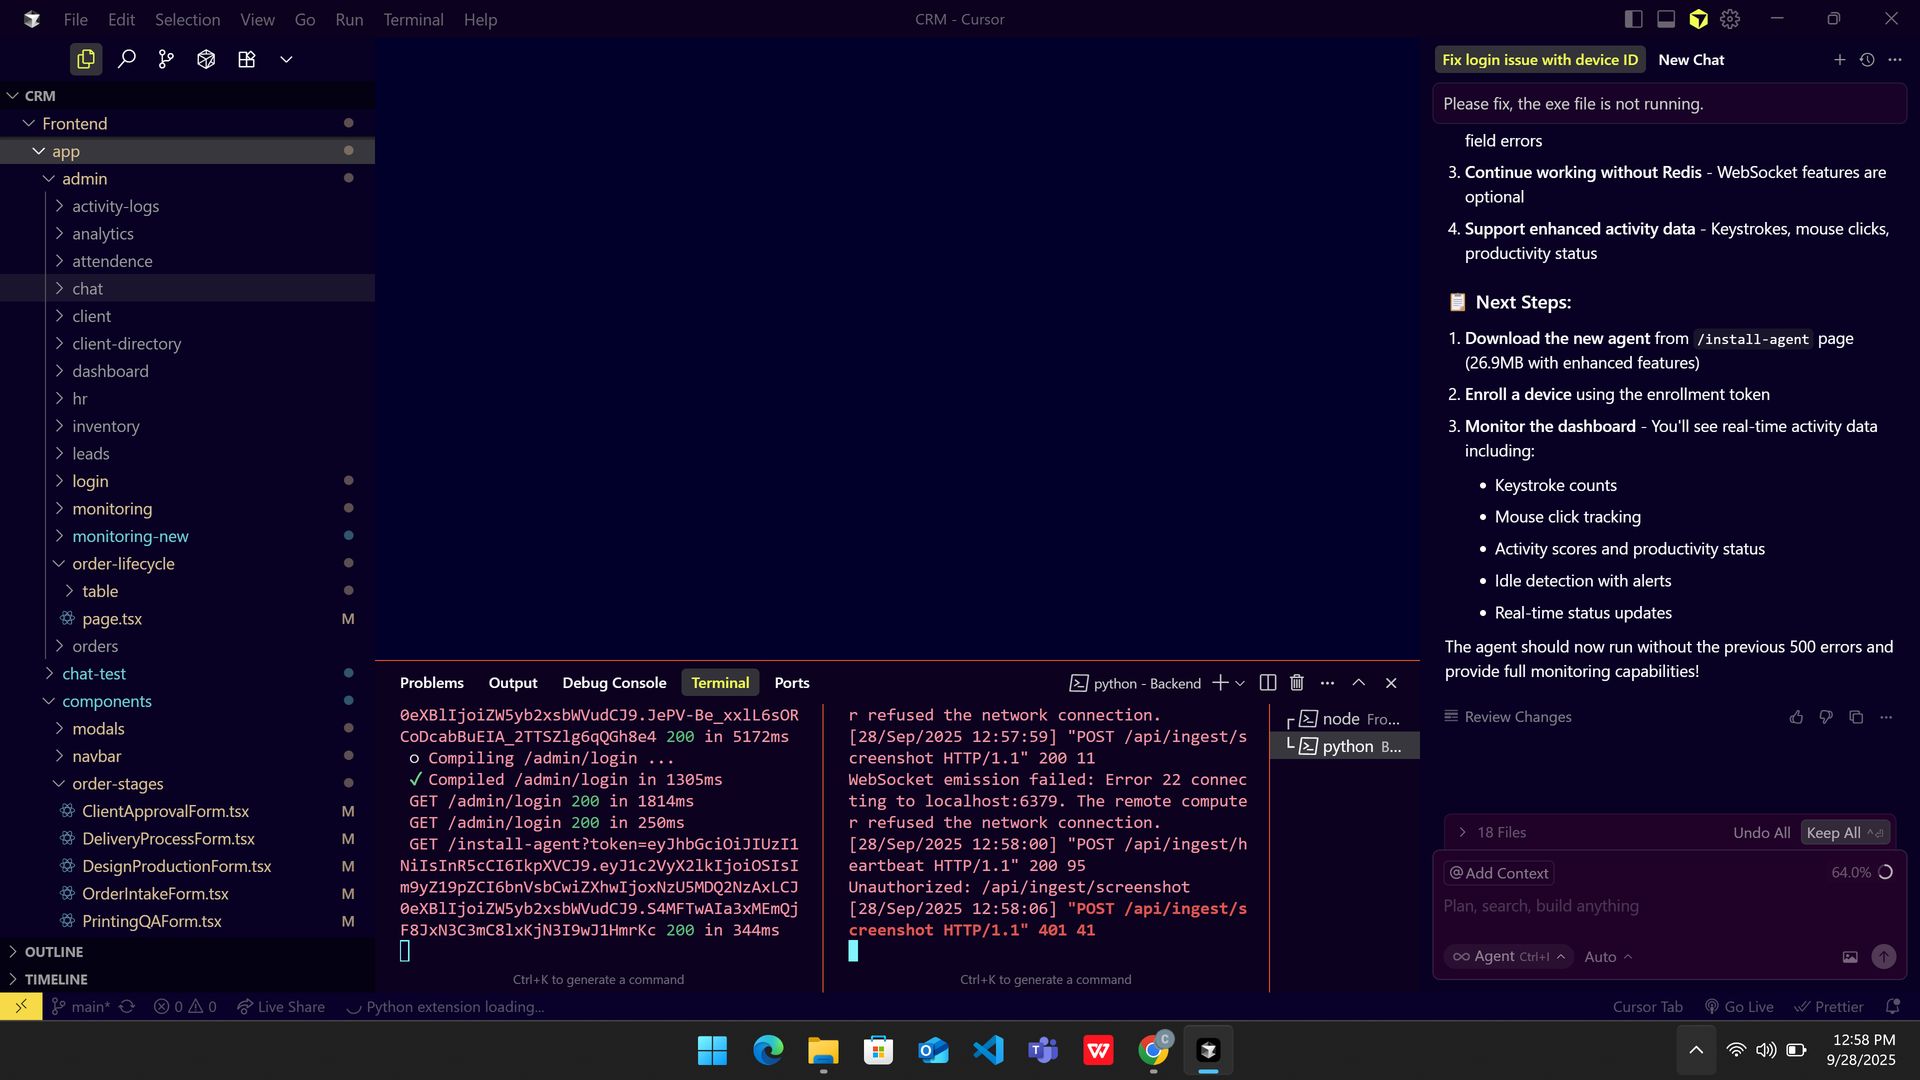 File Edit Selection View Go Run Terminal Help
CRM - Cursor
CRM
Frontend
app
admin
activity-logs
analytics
attendence
chat
client
client-directory
dashboard
hr
inventory
leads
login
monitoring
monitoring-new
order-lifecycle
table
page.tsx M
orders
chat-test
components
modals
navbar
order-stages
ClientApprovalForm.tsx M
DeliveryProcessForm.tsx M
DesignProductionForm.tsx M
OrderIntakeForm.tsx M
PrintingQAForm.tsx M
OUTLINE
TIMELINE
Problems Output Debug Console Terminal Ports
python - Backend
0eXBlIjoiZW5yb2xsbWVudCJ9.JePV-Be_xxlL6sOR
CoDcabBuEIA_2TTSZlg6qQGh8e4 200 in 5172ms
○ Compiling /admin/login ...
✓ Compiled /admin/login in 1305ms
GET /admin/login 200 in 1814ms
GET /admin/login 200 in 250ms
GET /install-agent?token=eyJhbGciOiJIUzI1
NiIsInR5cCI6IkpXVCJ9.eyJ1c2VyX2lkIjoiOSIsI
m9yZ19pZCI6bnVsbCwiZXhwIjoxNzU5MDQ2NzAxLCJ
0eXBlIjoiZW5yb2xsbWVudCJ9.S4MFTwAIa3xMEmQj
F8JxN3C3mC8lxKjN3I9wJ1HmrKc 200 in 344ms
Ctrl+K to generate a command
r refused the network connection.
[28/Sep/2025 12:57:59] "POST /api/ingest/s
creenshot HTTP/1.1" 200 11
WebSocket emission failed: Error 22 connec
ting to localhost:6379. The remote compute
r refused the network connection.
[28/Sep/2025 12:58:00] "POST /api/ingest/h
eartbeat HTTP/1.1" 200 95
Unauthorized: /api/ingest/screenshot
[28/Sep/2025 12:58:06] "POST /api/ingest/s
creenshot HTTP/1.1" 401 41
Ctrl+K to generate a command
node Fro...
python B...
Fix login issue with device ID New Chat
Please fix, the exe file is not running.
field errors
3. Continue working without Redis - WebSocket features are
optional
4. Support enhanced activity data - Keystrokes, mouse clicks,
productivity status
Next Steps:
1. Download the new agent from /install-agent page
(26.9MB with enhanced features)
2. Enroll a device using the enrollment token
3. Monitor the dashboard - You'll see real-time activity data
including:
• Keystroke counts
• Mouse click tracking
• Activity scores and productivity status
• Idle detection with alerts
• Real-time status updates
The agent should now run without the previous 500 errors and
provide full monitoring capabilities!
Review Changes
18 Files Undo All Keep All
@Add Context 64.0%
Plan, search, build anything
Agent Ctrl+I Auto
main* 0 0 Live Share Python extension loading... Cursor Tab Go Live Prettier
12:58 PM
9/28/2025